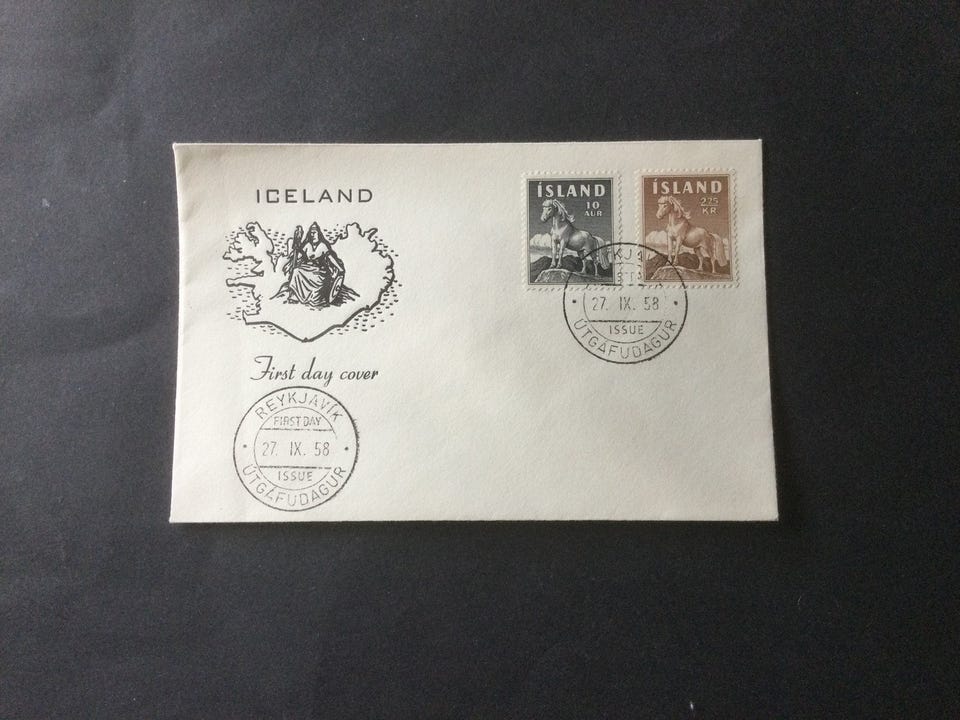 ICELAND
First day cover
REYKJAVÍK
FIRST DAY
27. IX. 58
ISSUE
ÚTGÁFUDAGUR
ÍSLAND
10
AUR
ÍSLAND
2.25
KR
27. IX. 58
ISSUE
ÚTGÁFUDAGUR